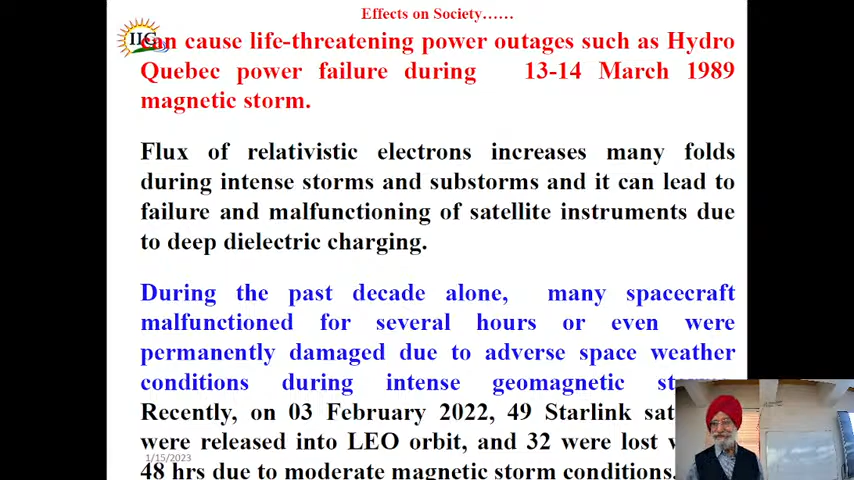 Effects on Society......
IIG
can cause life-threatening power outages such as Hydro
Quebec power failure during 13-14 March 1989
magnetic storm.
Flux of relativistic electrons increases many folds
during intense storms and substorms and it can lead to
failure and malfunctioning of satellite instruments due
to deep dielectric charging.
During the past decade alone, many spacecraft
malfunctioned for several hours or even were
permanently damaged due to adverse space weather
conditions during intense geomagnetic
Recently, on 03 February 2022, 49 Starlink
were released into LEO orbit, and 32 were lost
1/15/2023
48 hrs due to moderate magnetic storm conditions.